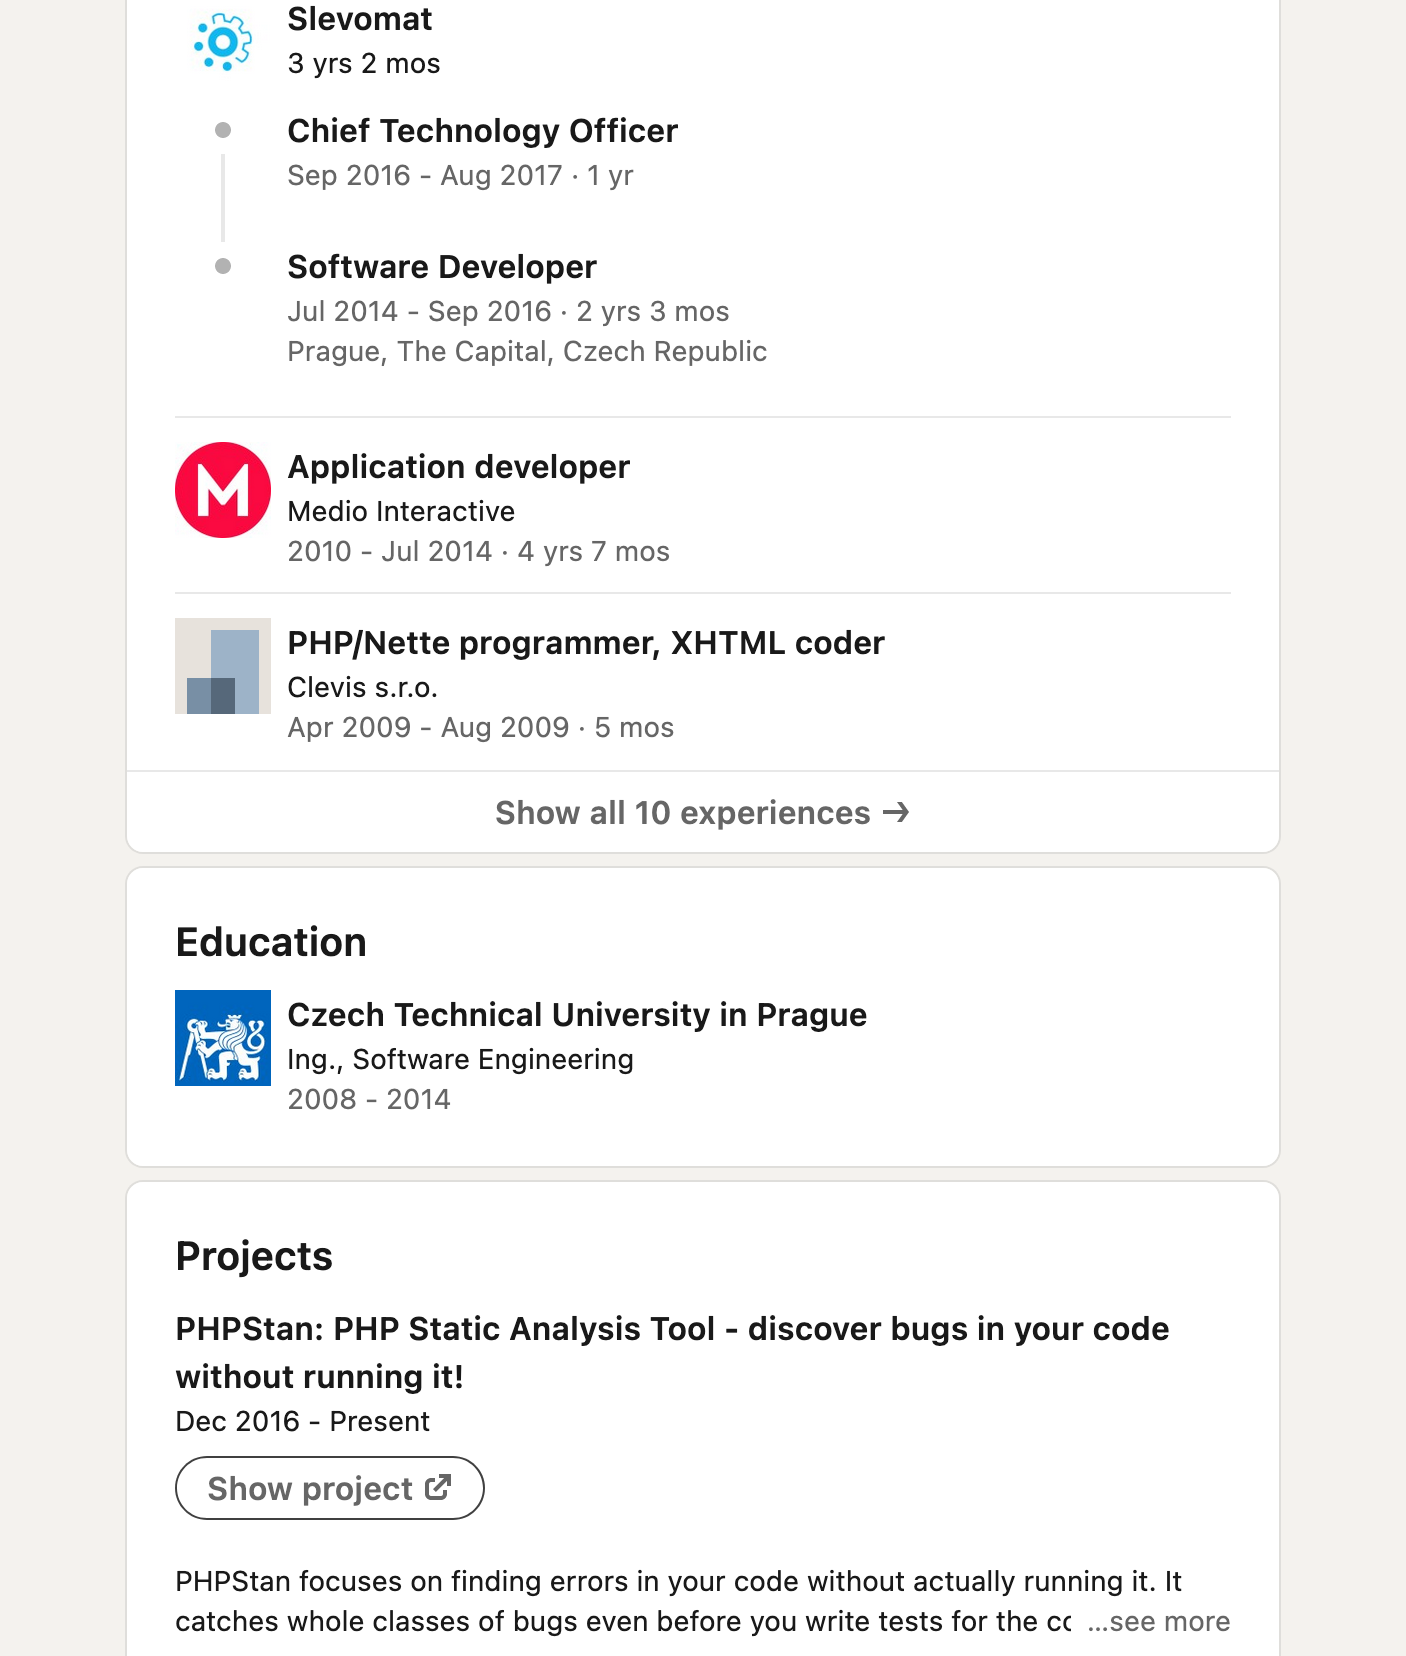 Slevomat
3 yrs 2 mos
Chief Technology Officer
Sep 2016 - Aug 2017 · 1 yr
Software Developer
Jul 2014 - Sep 2016 · 2 yrs 3 mos
Prague, The Capital, Czech Republic
M
Application developer
Medio Interactive
2010 - Jul 2014 · 4 yrs 7 mos
PHP/Nette programmer, XHTML coder
Clevis s.r.o.
Apr 2009 - Aug 2009 · 5 mos
Show all 10 experiences →
Education
Czech Technical University in Prague
Ing., Software Engineering
2008 - 2014
Projects
PHPStan: PHP Static Analysis Tool - discover bugs in your code
without running it!
Dec 2016 - Present
Show project
PHPStan focuses on finding errors in your code without actually running it. It
catches whole classes of bugs even before you write tests for the …see more